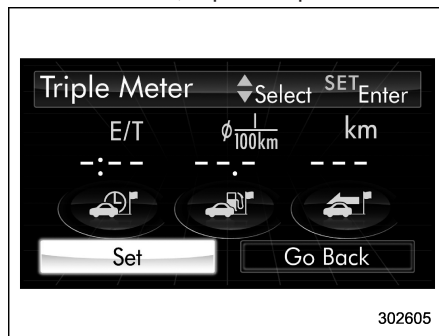 Triple Meter Select SET Enter
E/T ø l/100km km
-:-- --.- ----
Set Go Back
302605